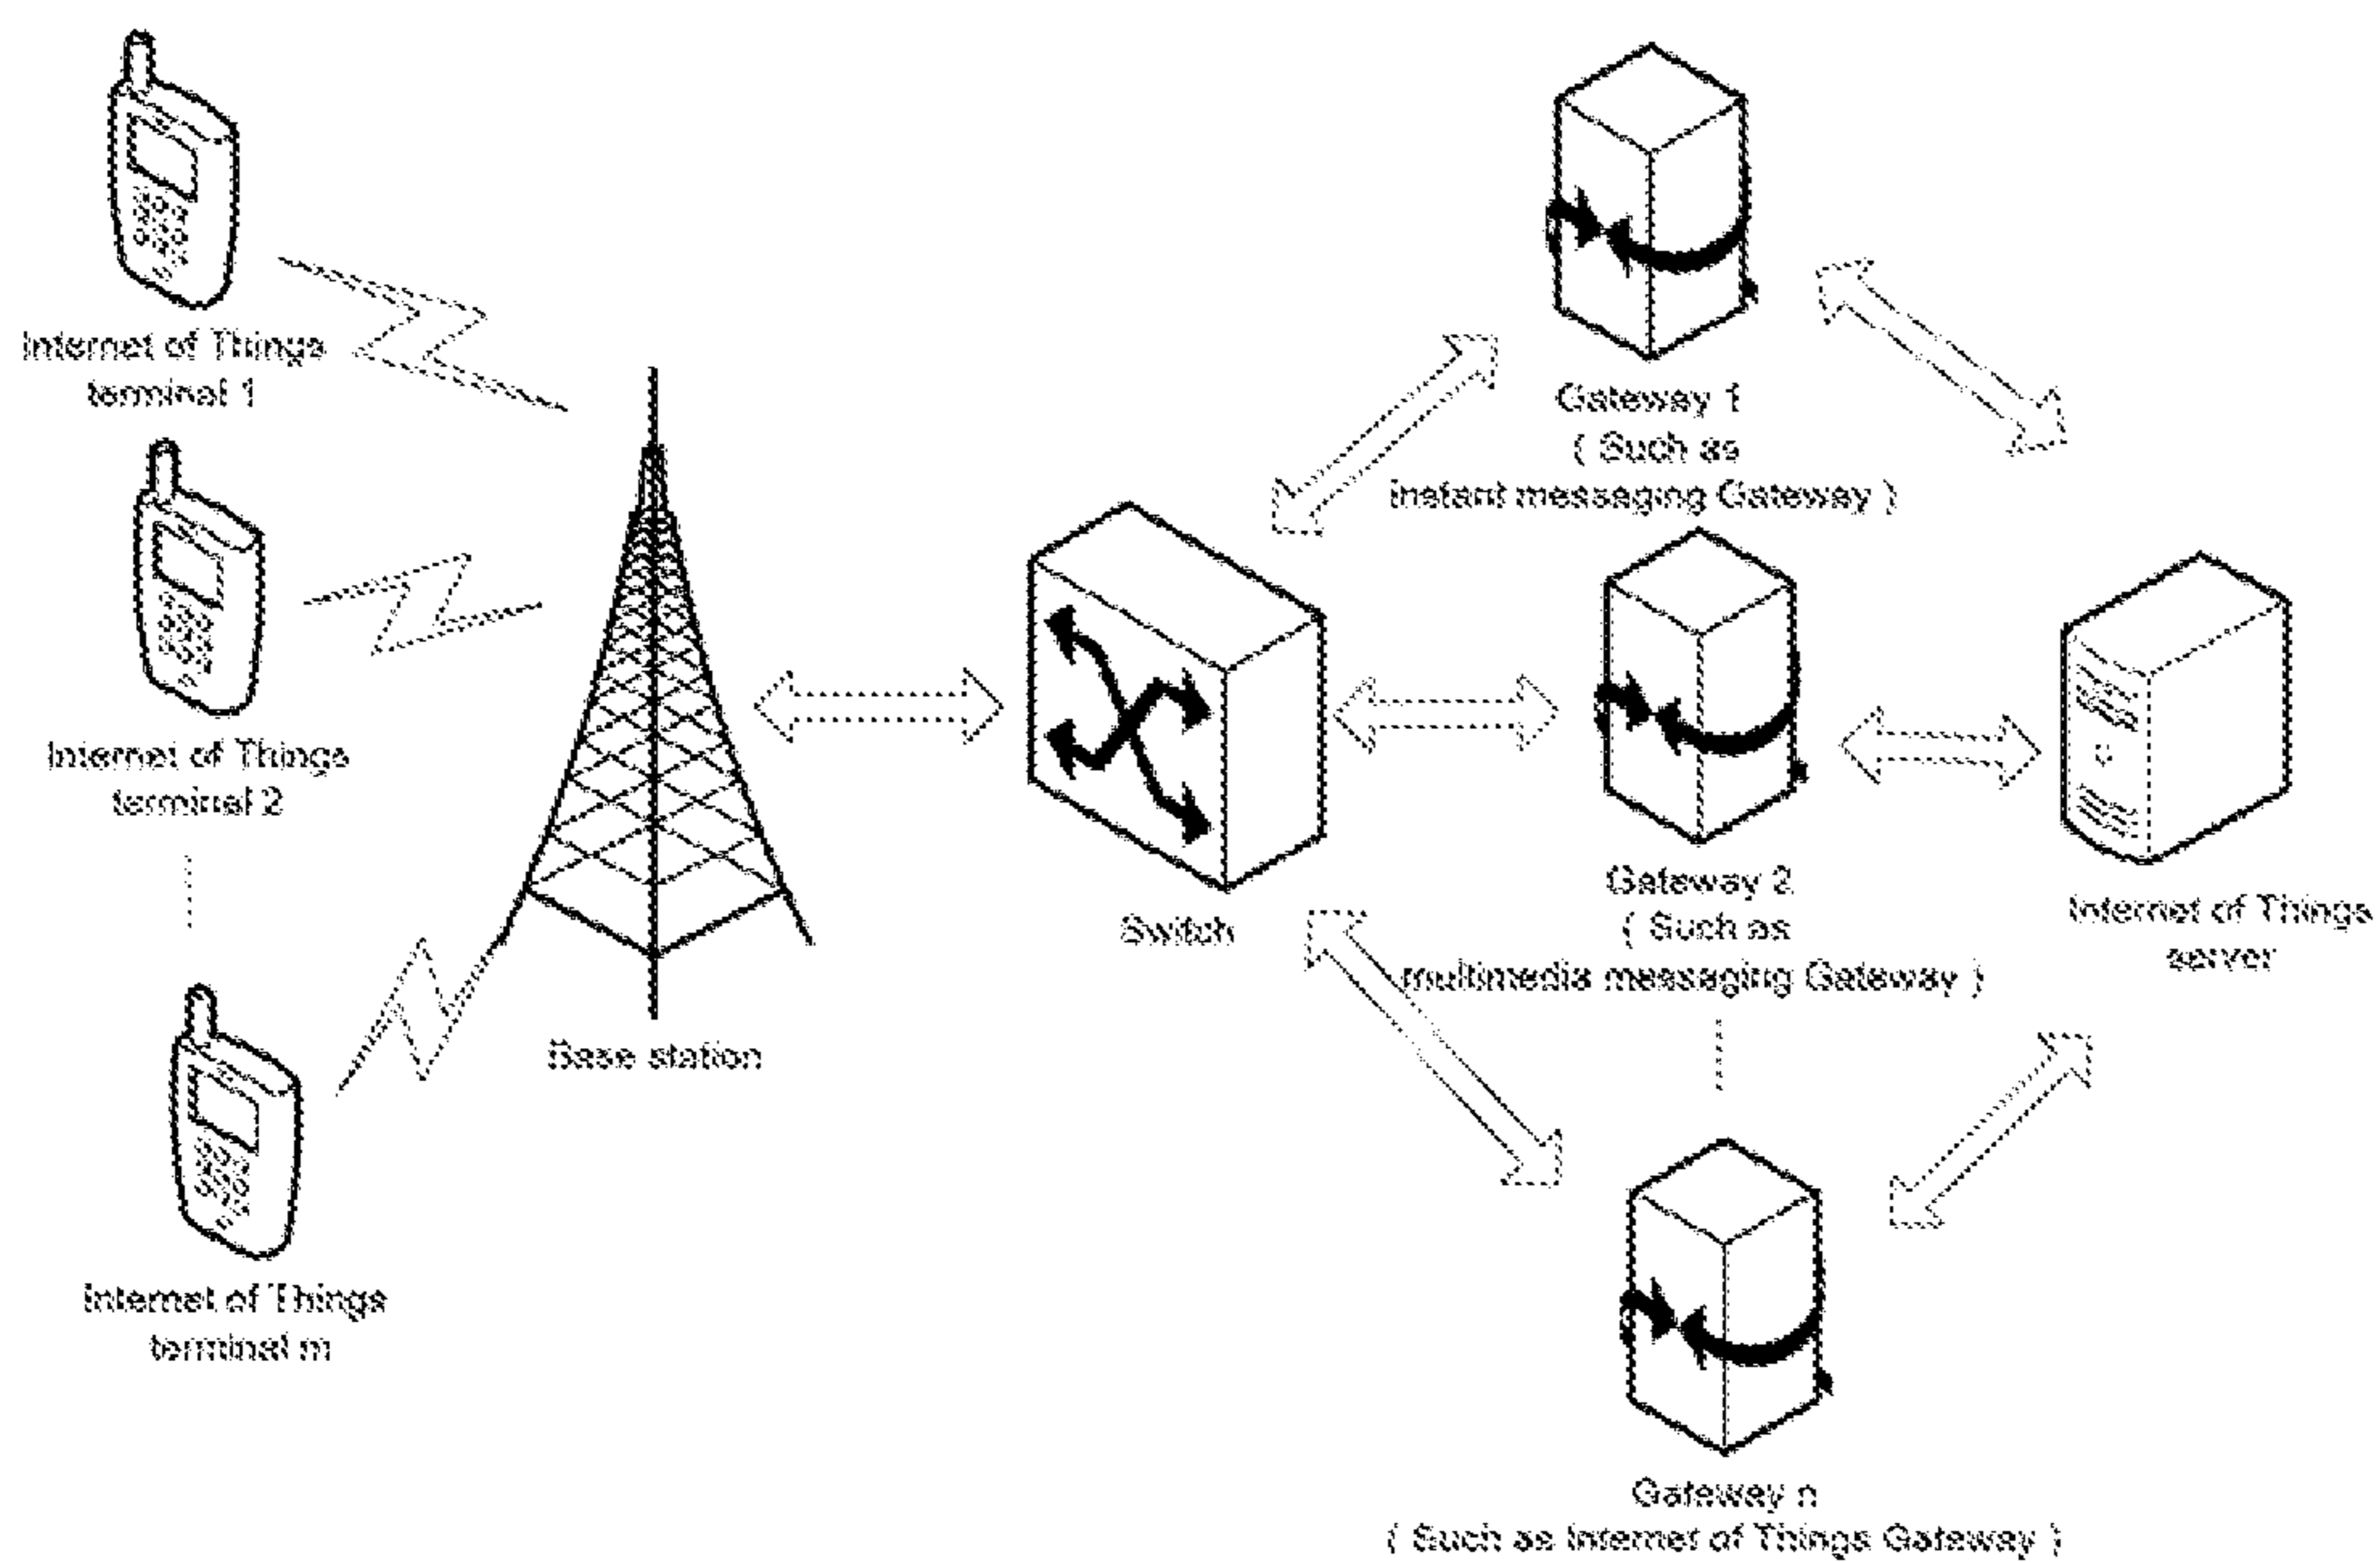 Internet of Things
terminal 1
Internet of Things
terminal 2
Internet of Things
terminal m
Base station
Switch
Gateway 1
( Such as
instant messaging Gateway )
Gateway 2
( Such as
multimedia messaging Gateway )
Gateway n
( Such as Internet of Things Gateway )
Internet of Things
server